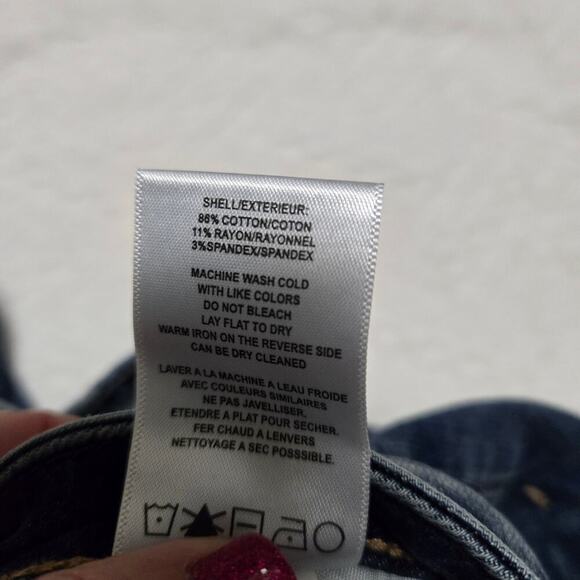 SHELL/EXTERIEUR:
86% COTTON/COTON
11% RAYON/RAYONNEL
3%SPANDEX/SPANDEX
MACHINE WASH COLD
WITH LIKE COLORS
DO NOT BLEACH
LAY FLAT TO DRY
WARM IRON ON THE REVERSE SIDE
CAN BE DRY CLEANED
LAVER A LA MACHINE A LEAU FROIDE
AVEC COULEURS SIMILAIRES
NE PAS JAVELLISER.
ETENDRE A PLAT POUR SECHER.
FER CHAUD A LENVERS
NETTOYAGE A SEC POSSSIBLE.